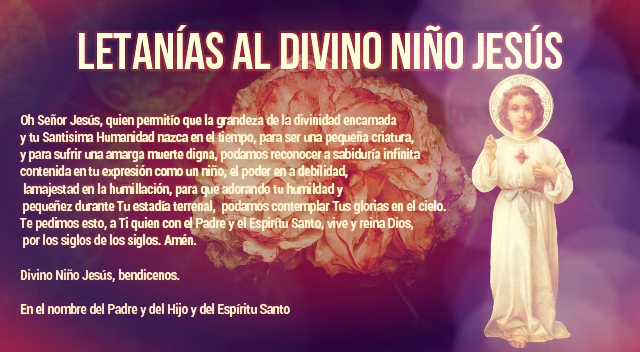 LETANÍAS AL DIVINO NIÑO JESÚS
Oh Señor Jesús, quien permitío que la grandeza de la divinidad encarnada
y tu Santisima Humanidad nazca en el tiempo, para ser una pequeña criatura,
y para sufrir una amarga muerte digna, podamos reconocer a sabiduría infinita
contenida en tu expresión como un niño, el poder en a debilidad,
lamajestad en la humillación, para que adorando tu humildad y
pequeñez durante Tu estadía terrenal, podamos contemplar Tus glorias en el cielo.
Te pedimos esto, a Ti quien con el Padre y el Espíritu Santo, vive y reina Dios,
por los siglos de los siglos. Amén.
Divino Niño Jesús, bendicenos.
En el nombre del Padre y del Hijo y del Espíritu Santo